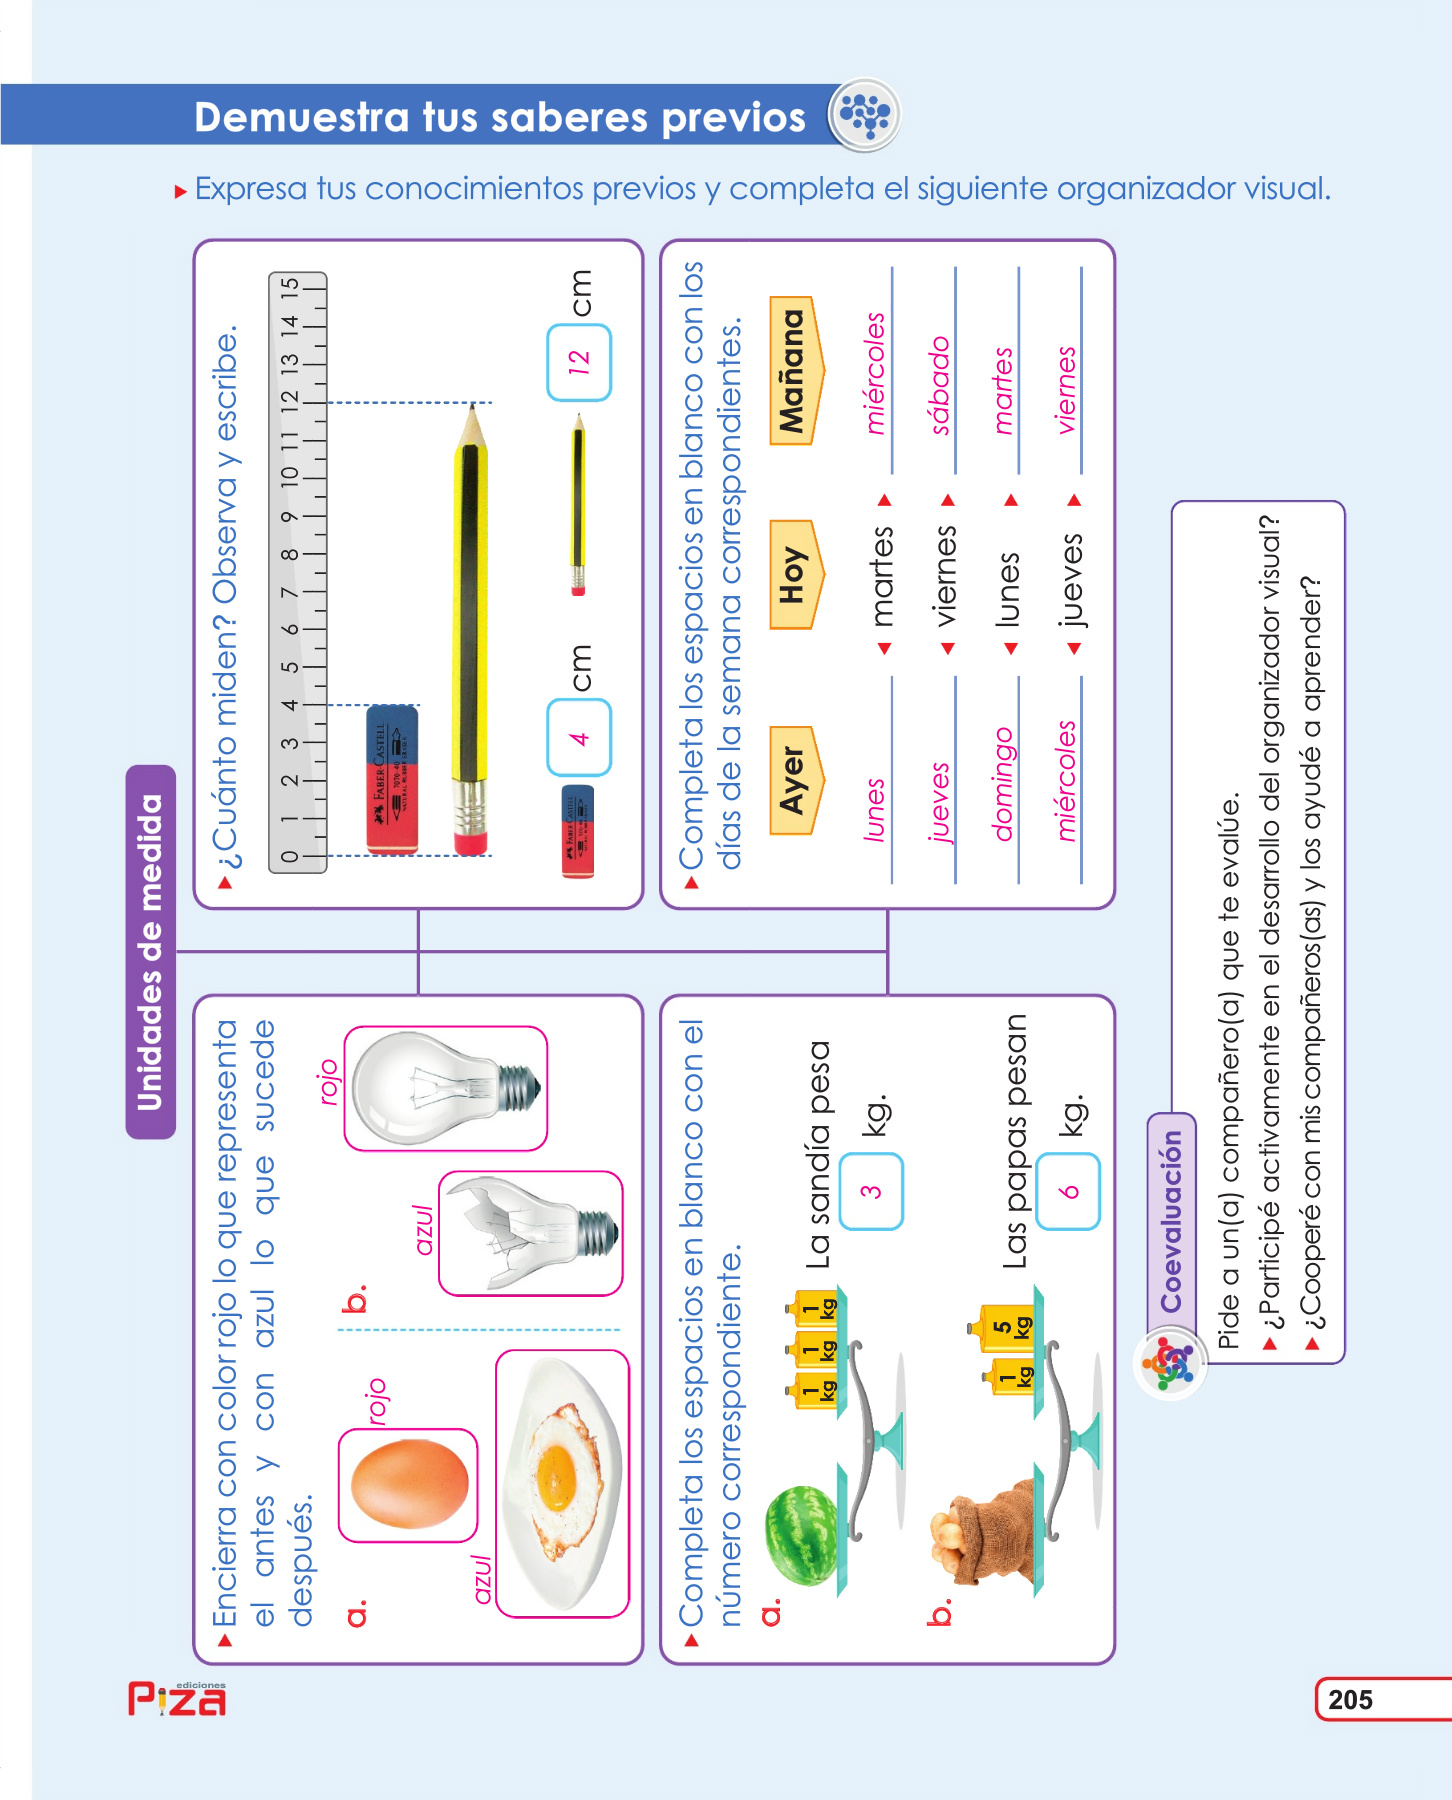 Demuestra tus saberes previos
Expresa tus conocimientos previos y completa el siguiente organizador visual.
Unidades de medida
Encierra con color rojo lo que representa
el antes y con azul lo que sucede
después.
a.
rojo
azul
b.
azul
rojo
¿Cuánto miden? Observa y escribe.
0 1 2 3 4 5 6 7 8 9 10 11 12 13 14 15
FABER-CASTELL
7070-40
4 cm
12 cm
Completa los espacios en blanco con el
número correspondiente.
a.
1 kg 1 kg 1 kg
La sandía pesa
3 kg.
b.
1 kg 5 kg
Las papas pesan
6 kg.
Completa los espacios en blanco con los
días de la semana correspondientes.
Ayer Hoy Mañana
lunes martes miércoles
jueves viernes sábado
domingo lunes martes
miércoles jueves viernes
Coevaluación
Pide a un(a) compañero(a) que te evalúe.
¿Participé activamente en el desarrollo del organizador visual?
¿Cooperé con mis compañeros(as) y los ayudé a aprender?
ediciones
Piza
205